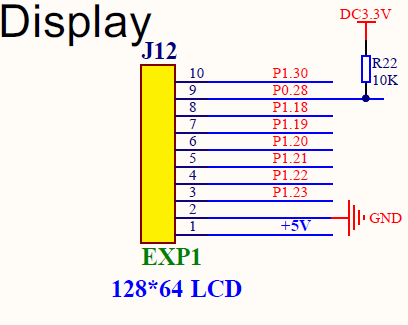 Display
DC3.3V
J12
R22
10K
10 P1.30
9 P0.28
8 P1.18
7 P1.19
6 P1.20
5 P1.21
4 P1.22
3 P1.23
2 GND
1 +5V
EXP1
128*64 LCD